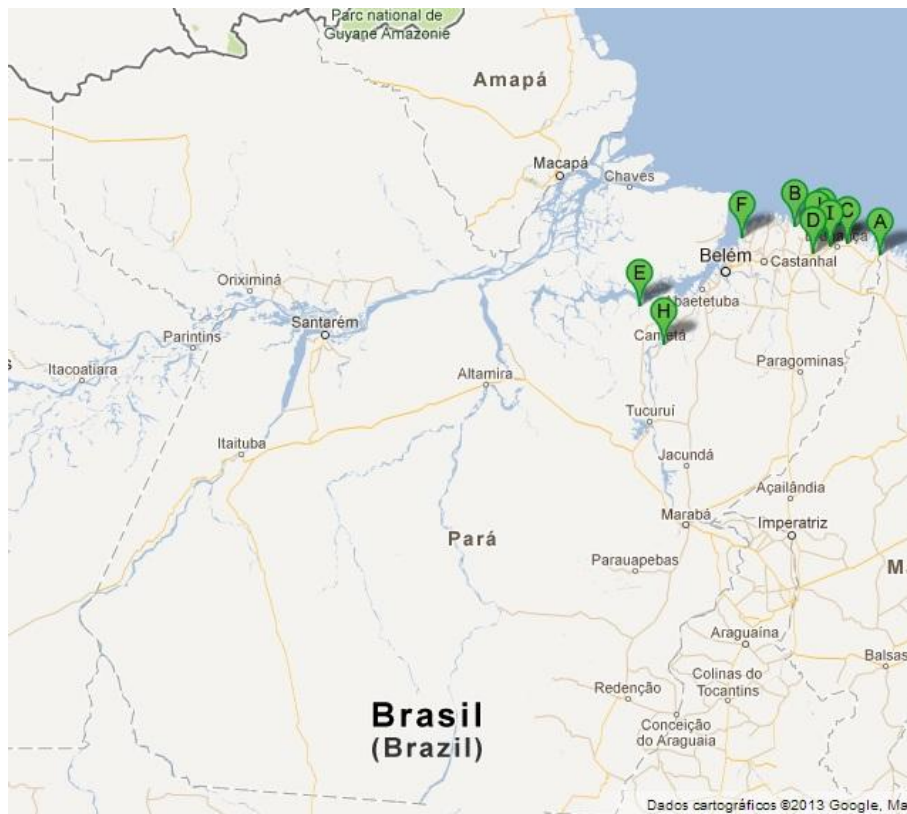 Parc national de
Guyane Amazonie
Amapá
Macapá
Chaves
B
F
I
C
D
A
Belém
Castanhal
Oriximiná
E
H
Santarém
Parintins
Itacoatiara
Paragominas
Altamira
Tucuruí
Itaituba
Jacundá
Açailândia
Marabá
Imperatriz
Pará
Parauapebas
Araguaína
Balsas
Colinas do
Tocantins
Redenção
Brasil
(Brazil)
Conceição
do Araguaia
Dados cartográficos ©2013 Google, Ma